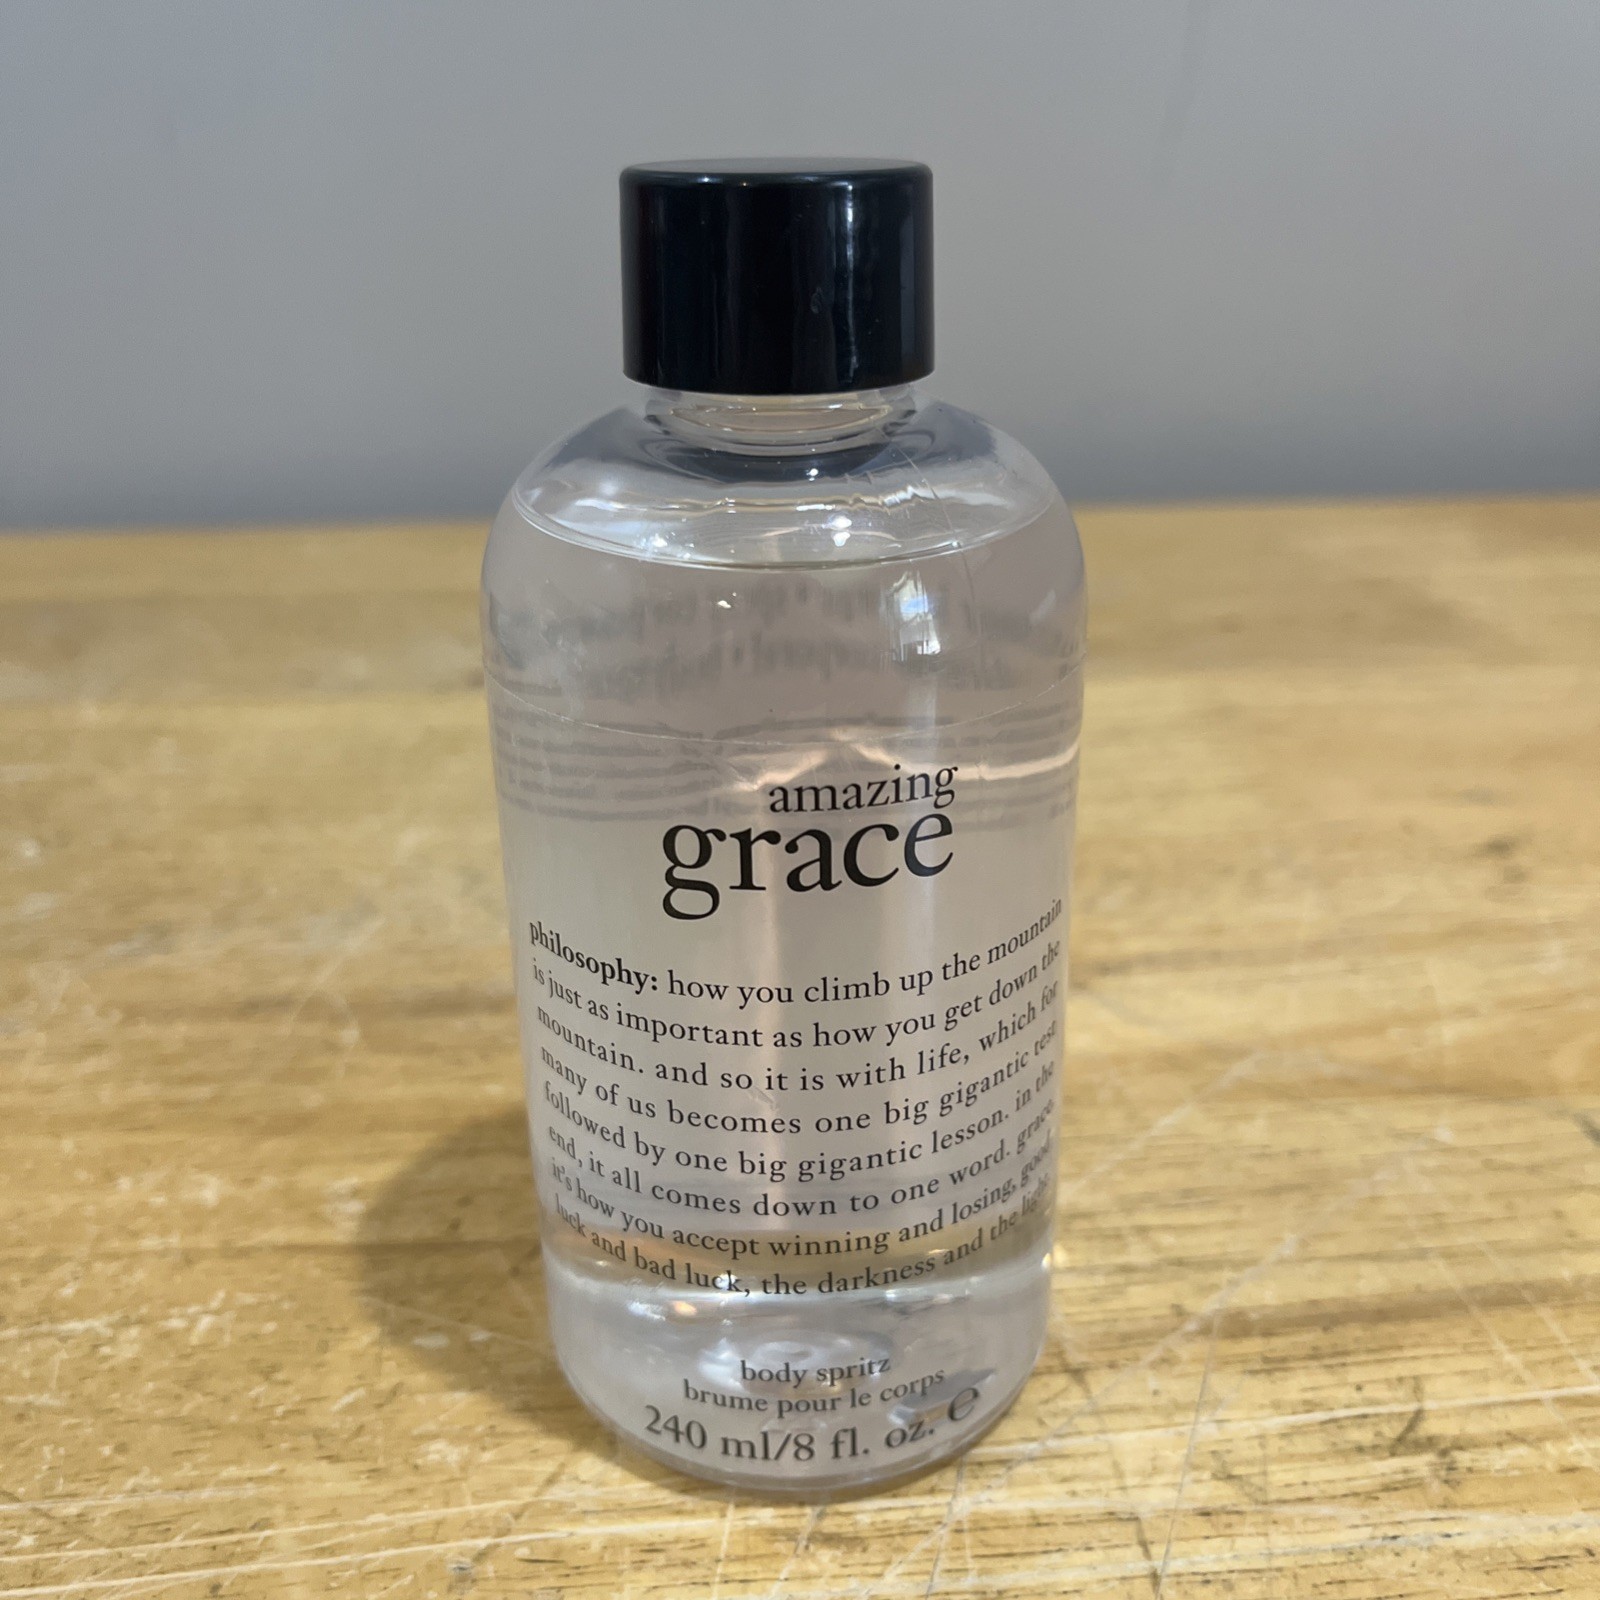 amazing
grace
philosophy: how you climb up the mountain
is just as important as how you get down the
mountain. and so it is with life, which for
many of us becomes one big gigantic test
followed by one big gigantic lesson. in the
end, it all comes down to one word. grace.
it's how you accept winning and losing, good
luck and bad luck, the darkness and the light.
body spritz
brume pour le corps
240 ml/8 fl. oz. ℮